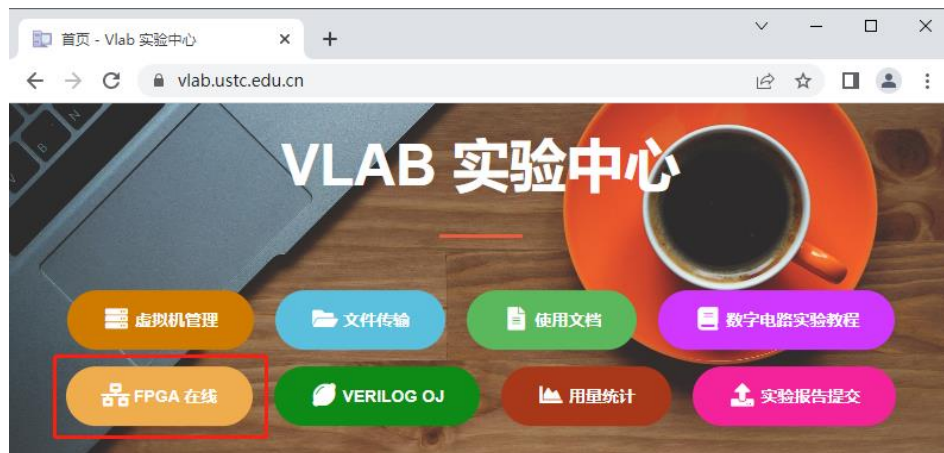 首页 - Vlab 实验中心
vlab.ustc.edu.cn
VLAB 实验中心
虚拟机管理 文件传输 使用文档 数字电路实验教程
FPGA 在线 VERILOG OJ 用量统计 实验报告提交